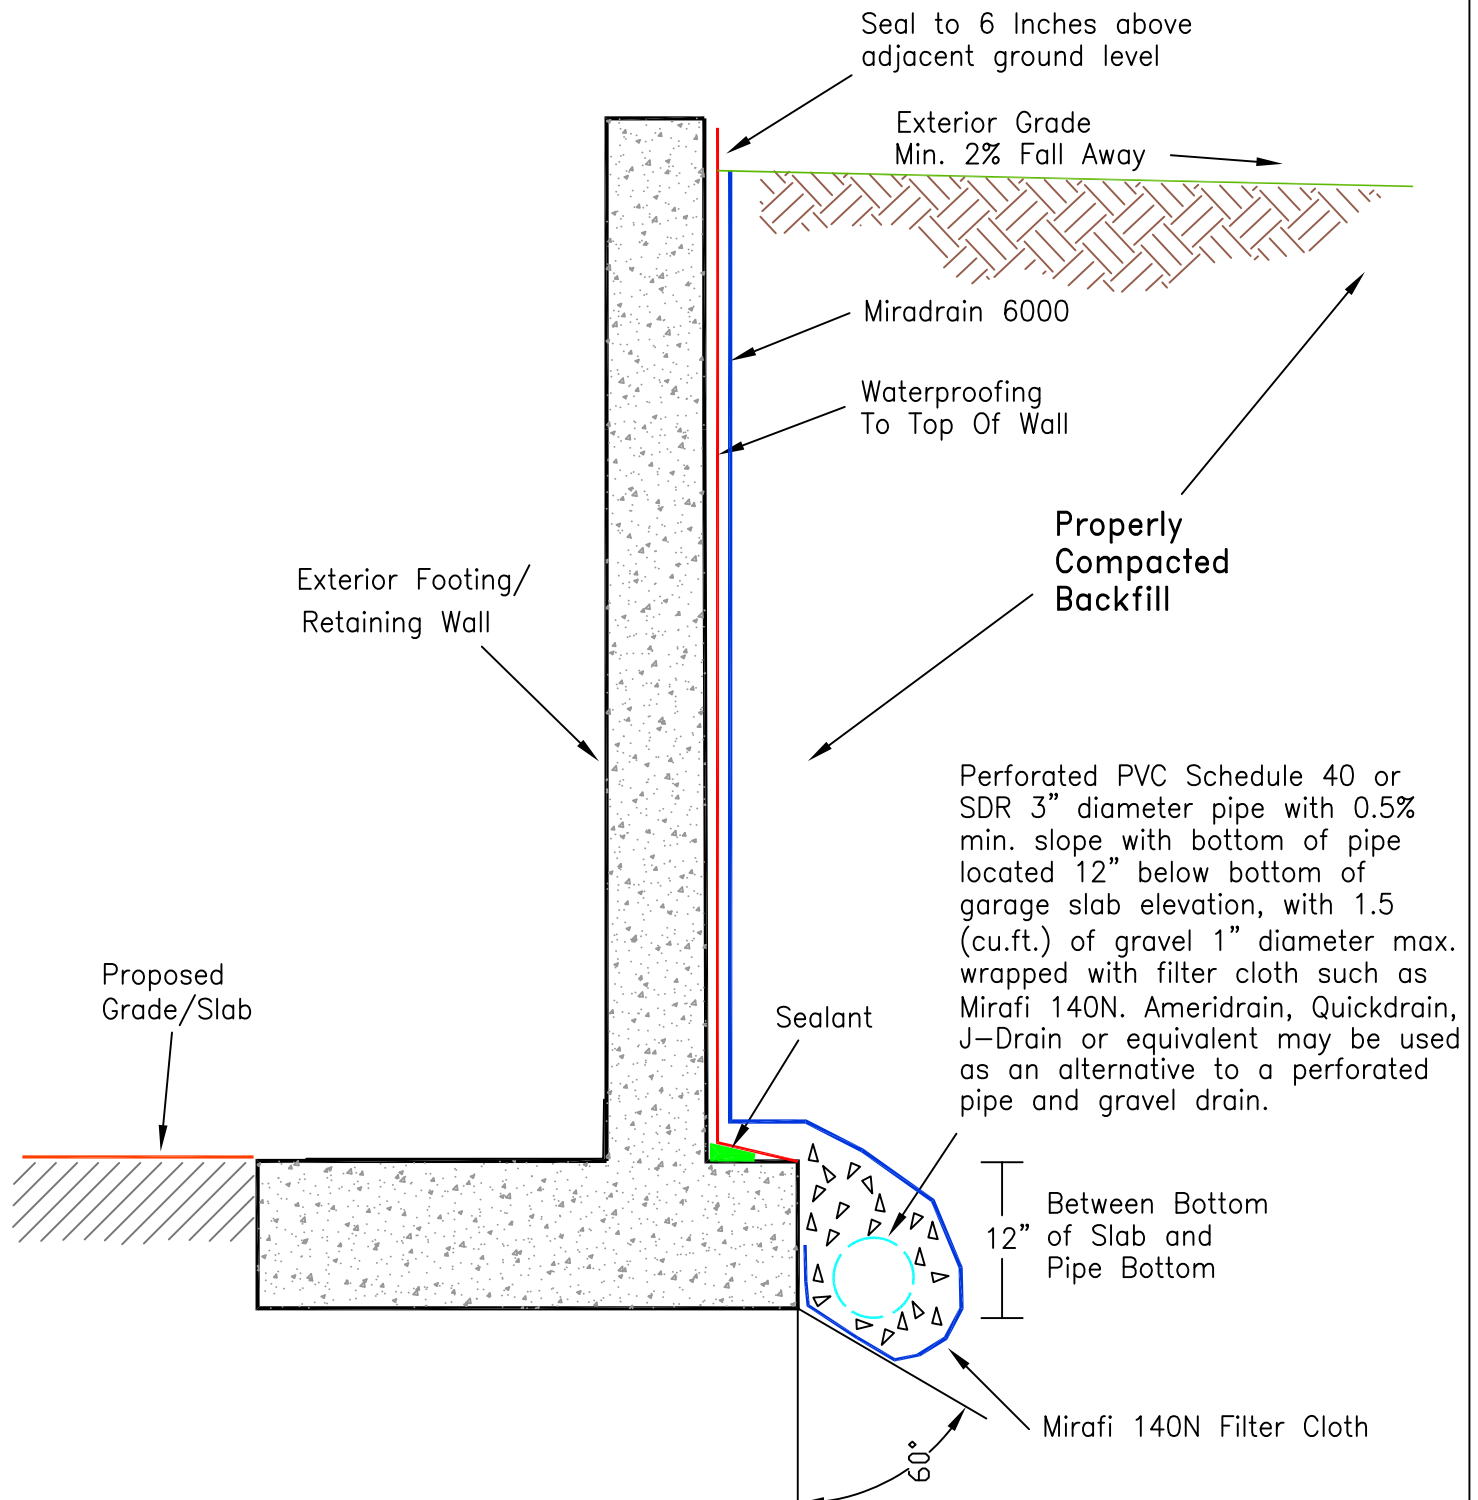 Seal to 6 Inches above
adjacent ground level
Exterior Grade
Min. 2% Fall Away
Miradrain 6000
Waterproofing
To Top Of Wall
Properly
Compacted
Backfill
Exterior Footing/
Retaining Wall
Perforated PVC Schedule 40 or
SDR 3” diameter pipe with 0.5%
min. slope with bottom of pipe
located 12” below bottom of
garage slab elevation, with 1.5
(cu.ft.) of gravel 1” diameter max.
wrapped with filter cloth such as
Mirafi 140N. Ameridrain, Quickdrain,
J-Drain or equivalent may be used
as an alternative to a perforated
pipe and gravel drain.
Proposed
Grade/Slab
Sealant
12”
Between Bottom
of Slab and
Pipe Bottom
Mirafi 140N Filter Cloth
60°